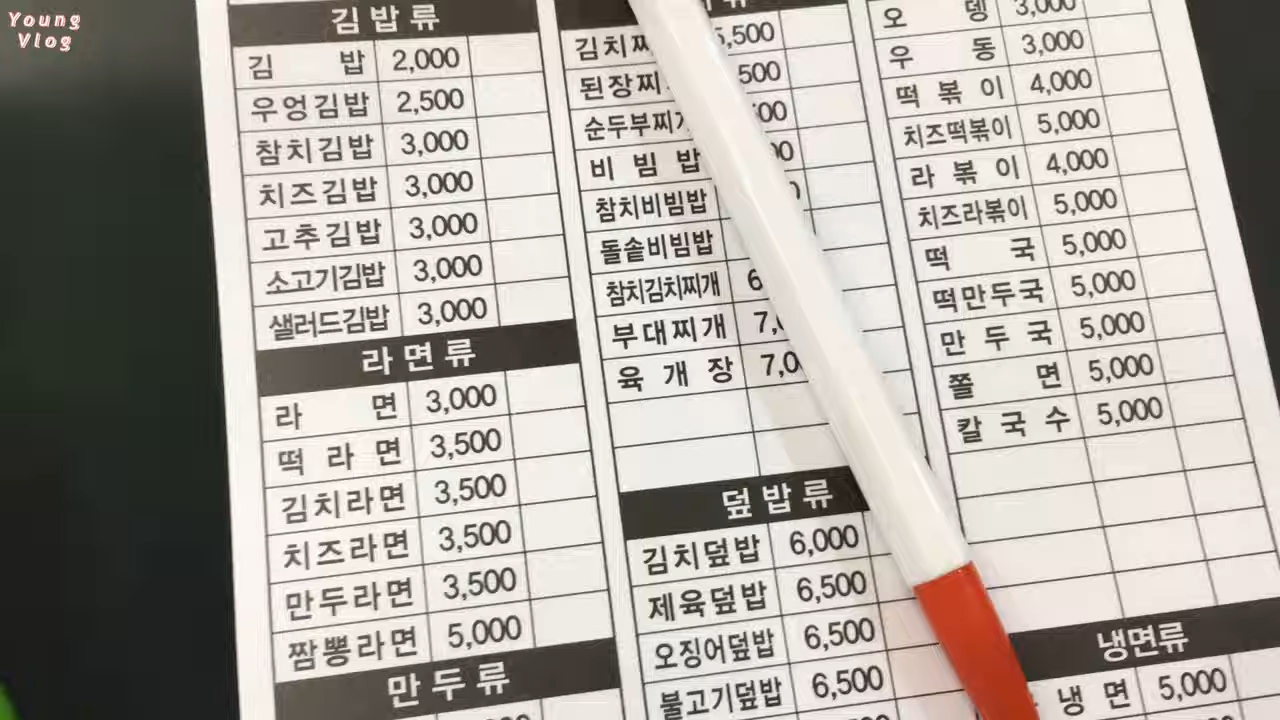 Young
Vlog
김밥류
김밥 2,000
우엉김밥 2,500
참치김밥 3,000
치즈김밥 3,000
고추김밥 3,000
소고기김밥 3,000
샐러드김밥 3,000
라면류
라면 3,000
떡라면 3,500
김치라면 3,500
치즈라면 3,500
만두라면 3,500
짬뽕라면 5,000
만두류
된장찌
순두부찌개
비빔밥
참치비빔밥
돌솥비빔밥
참치김치찌개
부대찌개
육개장
덮밥류
김치덮밥 6,000
제육덮밥 6,500
오징어덮밥 6,500
불고기덮밥 6,500
오뎅 3,000
우동 3,000
떡볶이 4,000
치즈떡볶이 5,000
라볶이 4,000
치즈라볶이 5,000
떡국 5,000
떡만두국 5,000
만두국 5,000
쫄면 5,000
칼국수 5,000
냉면류
냉면 5,000